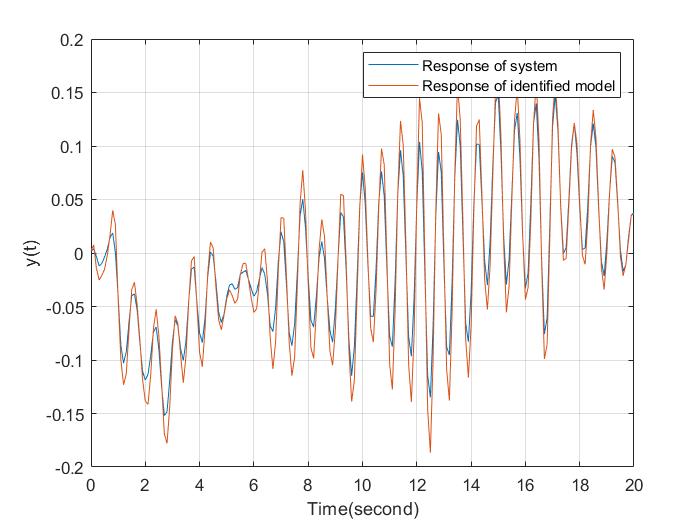 0.2
Response of system
Response of identified model
0.15
0.1
0.05
0
-0.05
-0.1
-0.15
-0.2
y(t)
0 2 4 6 8 10 12 14 16 18 20
Time(second)